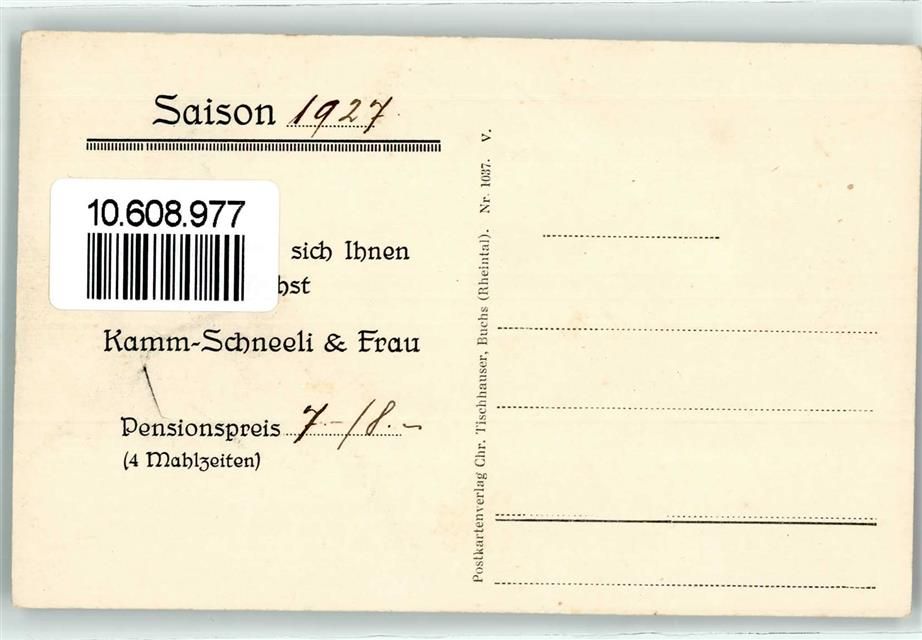 Saison 1927
10.608.977
sich Ihnen
Kamm-Schneeli & Frau
Pensionspreis 7.–/8.–
(4 Mahlzeiten)
Postkartenverlag Chr. Tischhauser, Buchs (Rheintal). Nr. 1037. V.